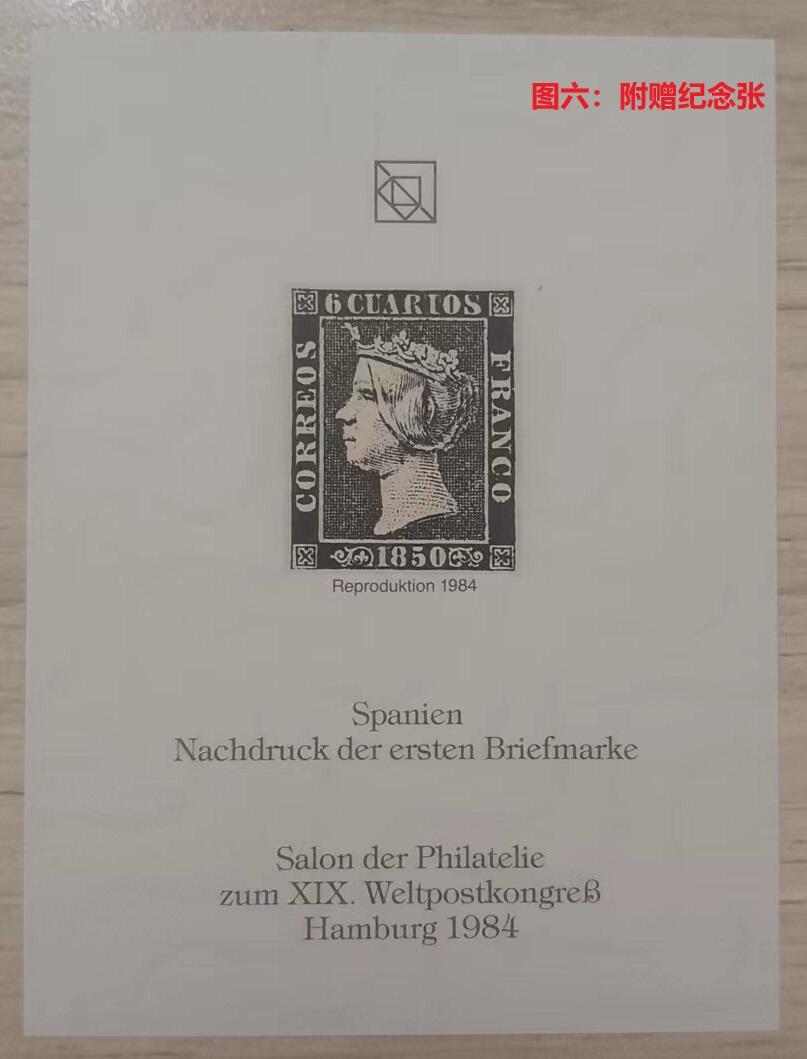 图六：附赠纪念张
6 CUARTOS
CORREOS
FRANCO
1850
Reproduktion 1984
Spanien
Nachdruck der ersten Briefmarke
Salon der Philatelie
zum XIX. Weltpostkongreß
Hamburg 1984